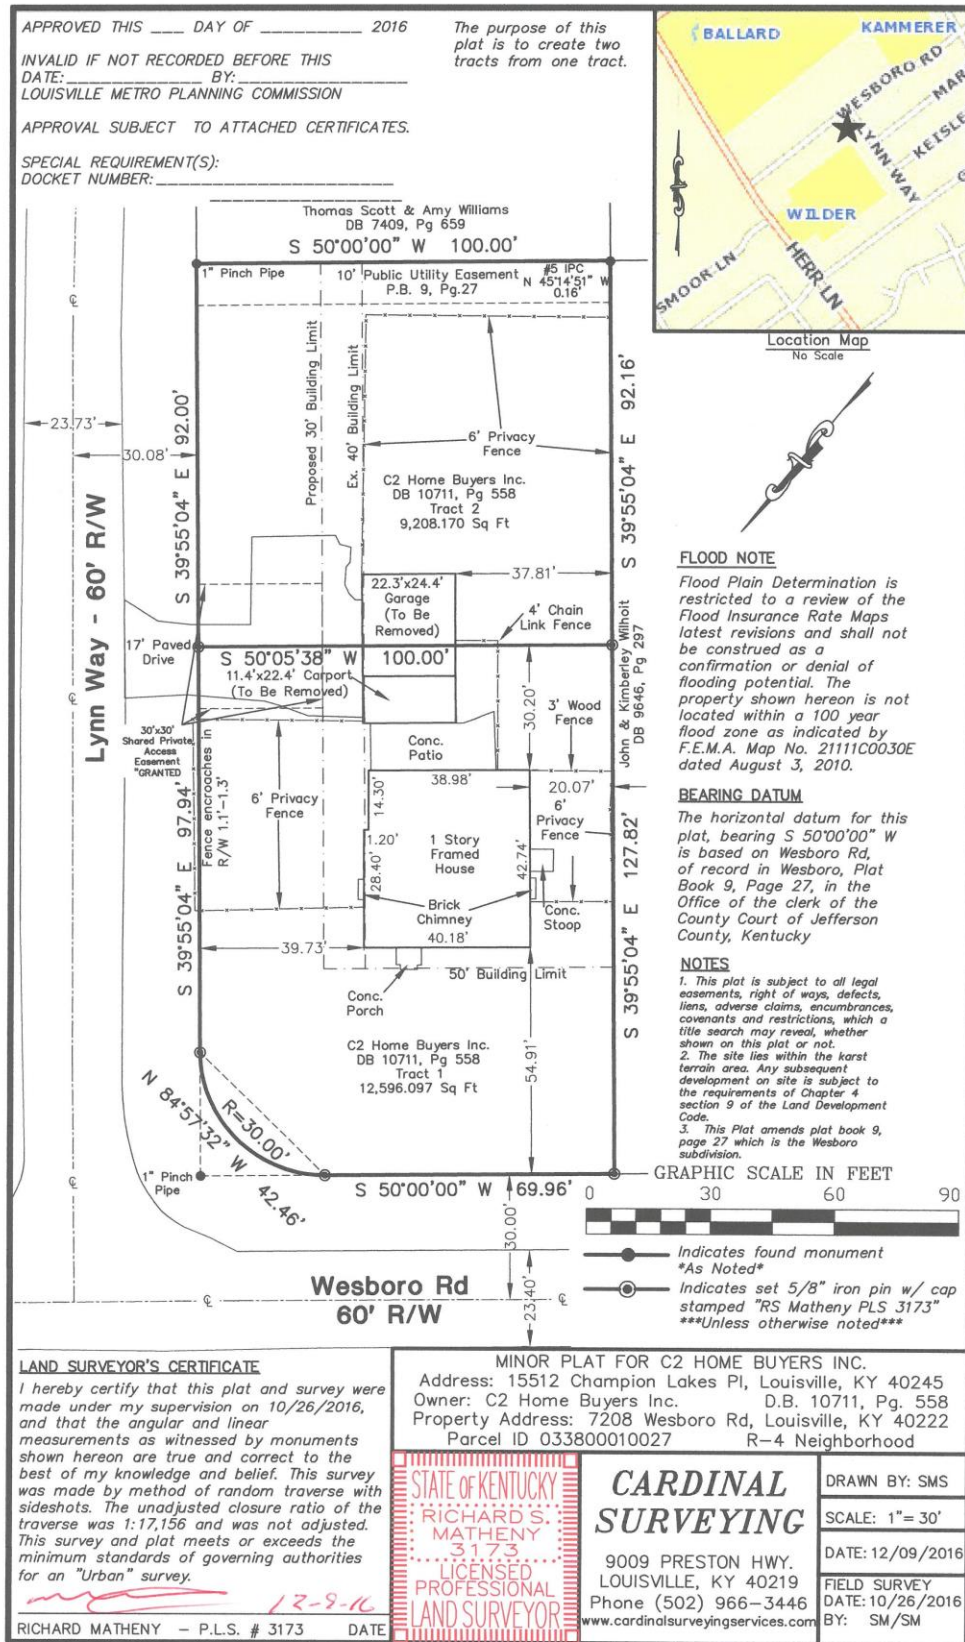 APPROVED THIS ___ DAY OF _________ 2016
INVALID IF NOT RECORDED BEFORE THIS
DATE:____________ BY:________________
LOUISVILLE METRO PLANNING COMMISSION
APPROVAL SUBJECT TO ATTACHED CERTIFICATES.
SPECIAL REQUIREMENT(S):
DOCKET NUMBER:_____________________
The purpose of this
plat is to create two
tracts from one tract.
BALLARD
KAMMERER
WESBORO RD
MAR
KEISLE
LYNN WAY
WILDER
SMOOR LN
HERR LN
Location Map
No Scale
Thomas Scott & Amy Williams
DB 7409, Pg 659
S 50°00'00" W 100.00'
1" Pinch Pipe
10' Public Utility Easement
P.B. 9, Pg.27
#5 IPC
N 45°14'51" W
0.16'
Proposed 30' Building Limit
Ex. 40' Building Limit
6' Privacy
Fence
C2 Home Buyers Inc.
DB 10711, Pg 558
Tract 2
9,208.170 Sq Ft
S 39°55'04" E 92.00'
S 39°55'04" E 92.16'
23.73'
30.08'
Lynn Way - 60' R/W
37.81'
22.3'x24.4'
Garage
(To Be
Removed)
4' Chain
Link Fence
17' Paved
Drive
S 50°05'38" W 100.00'
11.4'x22.4' Carport
(To Be Removed)
30'x30'
Shared Private
Access
Easement
"GRANTED
John & Kimberley Wilhoit
DB 9646, Pg 297
30.20'
3' Wood
Fence
Conc.
Patio
38.98'
20.07'
Fence encroaches in
R/W 1.1'-1.3'
6' Privacy
Fence
14.30'
1.20'
28.40'
1 Story
Framed
House
42.74'
6'
Privacy
Fence
Brick
Chimney
40.18'
Conc.
Stoop
39.73'
50' Building Limit
Conc.
Porch
S 39°55'04" E 97.94'
S 39°55'04" E 127.82'
C2 Home Buyers Inc.
DB 10711, Pg 558
Tract 1
12,596.097 Sq Ft
54.91'
R=30.00'
N 84°57'32" W 42.46'
1" Pinch
Pipe
S 50°00'00" W 69.96'
30.00'
23.40'
Wesboro Rd
60' R/W
FLOOD NOTE
Flood Plain Determination is
restricted to a review of the
Flood Insurance Rate Maps
latest revisions and shall not
be construed as a
confirmation or denial of
flooding potential. The
property shown hereon is not
located within a 100 year
flood zone as indicated by
F.E.M.A. Map No. 21111C0030E
dated August 3, 2010.
BEARING DATUM
The horizontal datum for this
plat, bearing S 50°00'00" W
is based on Wesboro Rd,
of record in Wesboro, Plat
Book 9, Page 27, in the
Office of the clerk of the
County Court of Jefferson
County, Kentucky
NOTES
1. This plat is subject to all legal
easements, right of ways, defects,
liens, adverse claims, encumbrances,
covenants and restrictions, which a
title search may reveal, whether
shown on this plat or not.
2. The site lies within the karst
terrain area. Any subsequent
development on site is subject to
the requirements of Chapter 4
section 9 of the Land Development
Code.
3. This Plat amends plat book 9,
page 27 which is the Wesboro
subdivision.
GRAPHIC SCALE IN FEET
0 30 60 90
Indicates found monument
*As Noted*
Indicates set 5/8" iron pin w/ cap
stamped "RS Matheny PLS 3173"
***Unless otherwise noted***
LAND SURVEYOR'S CERTIFICATE
I hereby certify that this plat and survey were
made under my supervision on 10/26/2016,
and that the angular and linear
measurements as witnessed by monuments
shown hereon are true and correct to the
best of my knowledge and belief. This survey
was made by method of random traverse with
sideshots. The unadjusted closure ratio of the
traverse was 1:17,156 and was not adjusted.
This survey and plat meets or exceeds the
minimum standards of governing authorities
for an "Urban" survey.
12-9-16
RICHARD MATHENY - P.L.S. # 3173 DATE
MINOR PLAT FOR C2 HOME BUYERS INC.
Address: 15512 Champion Lakes Pl, Louisville, KY 40245
Owner: C2 Home Buyers Inc. D.B. 10711, Pg. 558
Property Address: 7208 Wesboro Rd, Louisville, KY 40222
Parcel ID 033800010027 R-4 Neighborhood
STATE OF KENTUCKY
RICHARD S.
MATHENY
3173
LICENSED
PROFESSIONAL
LAND SURVEYOR
CARDINAL
SURVEYING
9009 PRESTON HWY.
LOUISVILLE, KY 40219
Phone (502) 966-3446
www.cardinalsurveyingservices.com
DRAWN BY: SMS
SCALE: 1"= 30'
DATE: 12/09/2016
FIELD SURVEY
DATE: 10/26/2016
BY: SM/SM